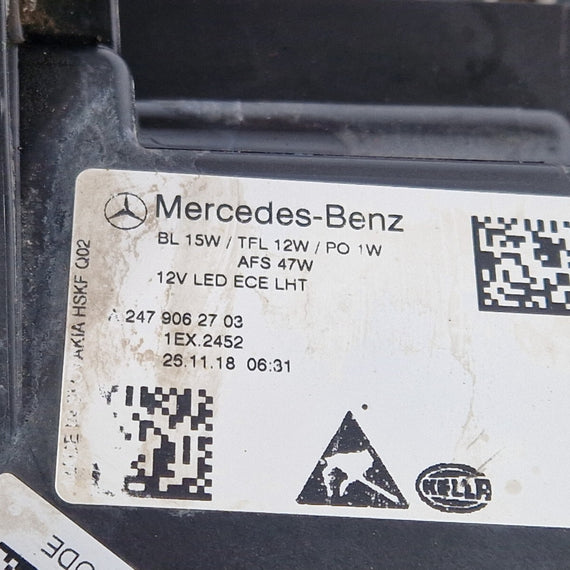 Mercedes-Benz
BL 15W / TFL 12W / PO 1W
AFS 47W
12V LED ECE LHT
A 247 906 27 03
1EX.2452
26.11.18 06:31
HELLA
HSKF Q02
ODE